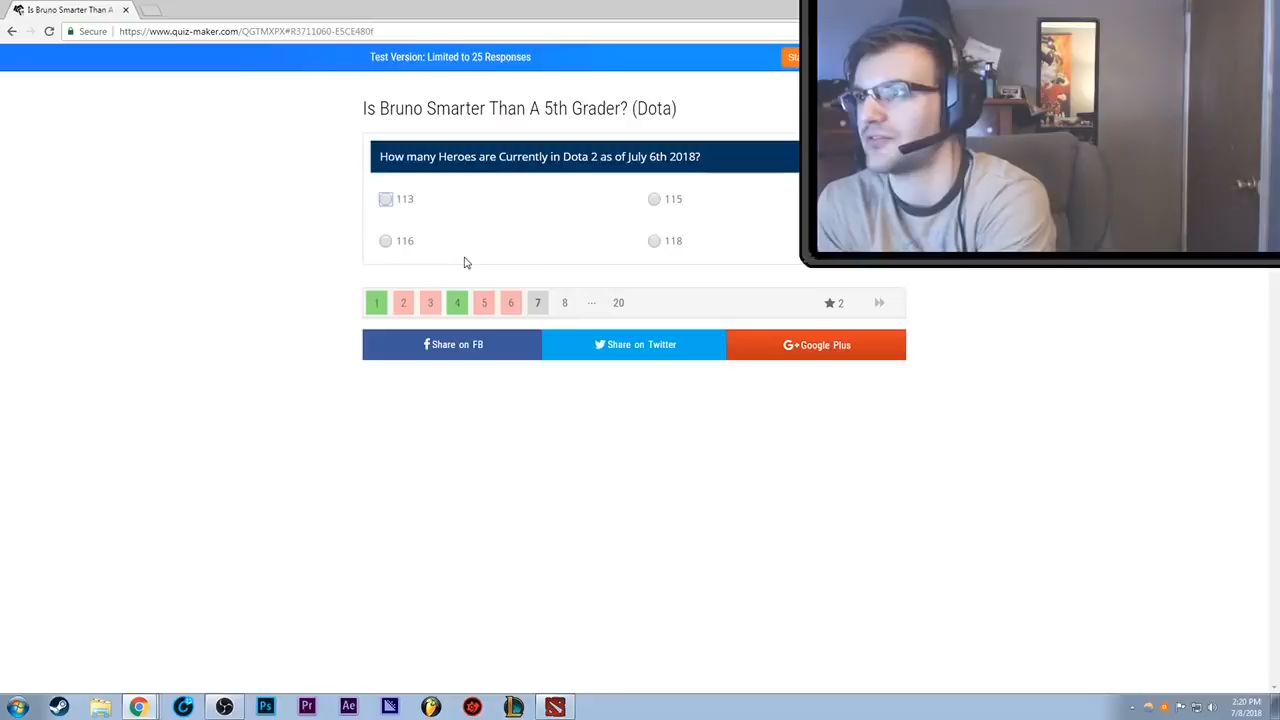 Is Bruno Smarter Than A
Secure
https://www.quiz-maker.com/QGTMXPX#R3711060-E5CE480f
Test Version: Limited to 25 Responses
Is Bruno Smarter Than A 5th Grader? (Dota)
How many Heroes are Currently in Dota 2 as of July 6th 2018?
113
115
116
118
1 2 3 4 5 6 7 8 ... 20
2
Share on FB
Share on Twitter
G+ Google Plus
Ps Pr Ae
2:20 PM
7/8/2018